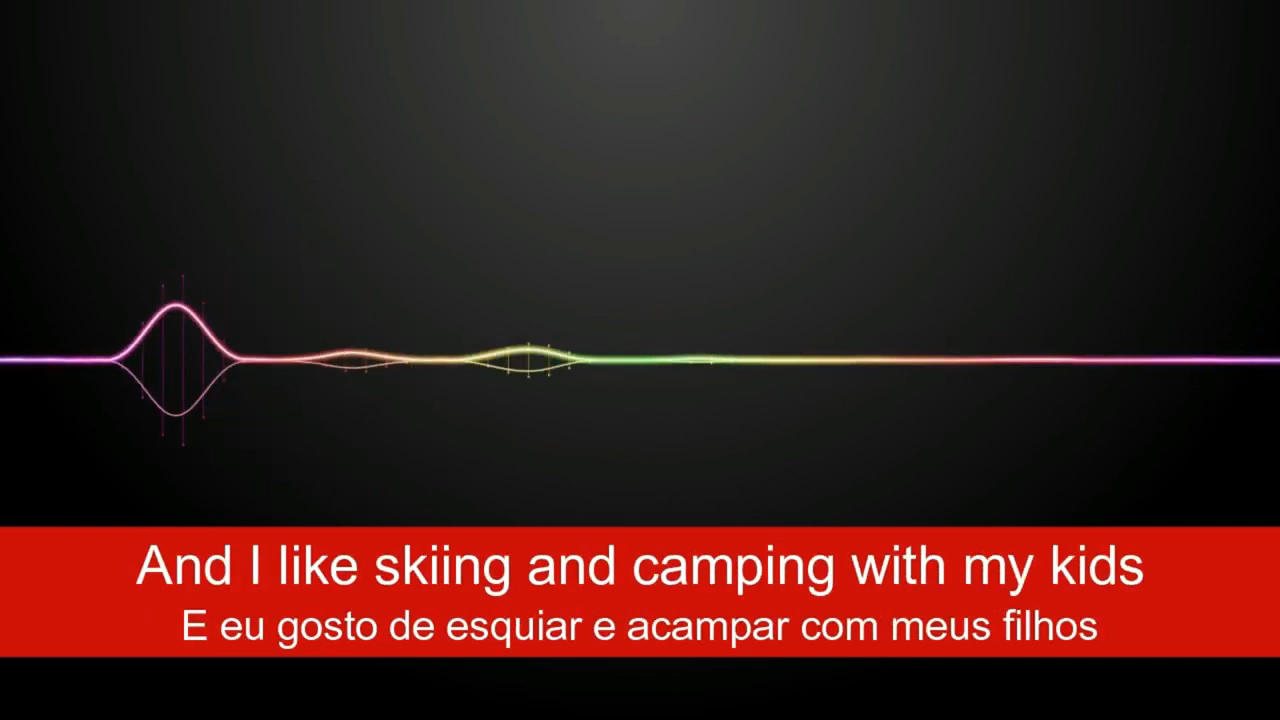 And I like skiing and camping with my kids
E eu gosto de esquiar e acampar com meus filhos